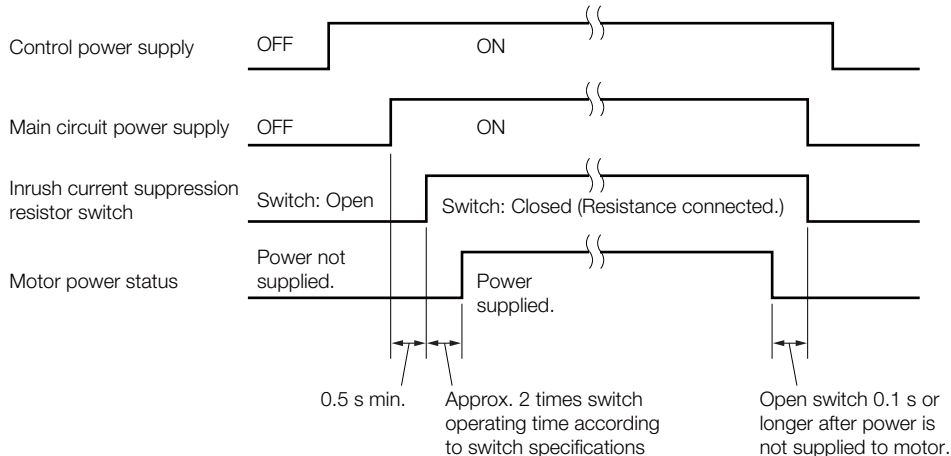 Control power supply
OFF
ON
Main circuit power supply
OFF
ON
Inrush current suppression
resistor switch
Switch: Open
Switch: Closed (Resistance connected.)
Motor power status
Power not
supplied.
Power
supplied.
0.5 s min.
Approx. 2 times switch
operating time according
to switch specifications
Open switch 0.1 s or
longer after power is
not supplied to motor.